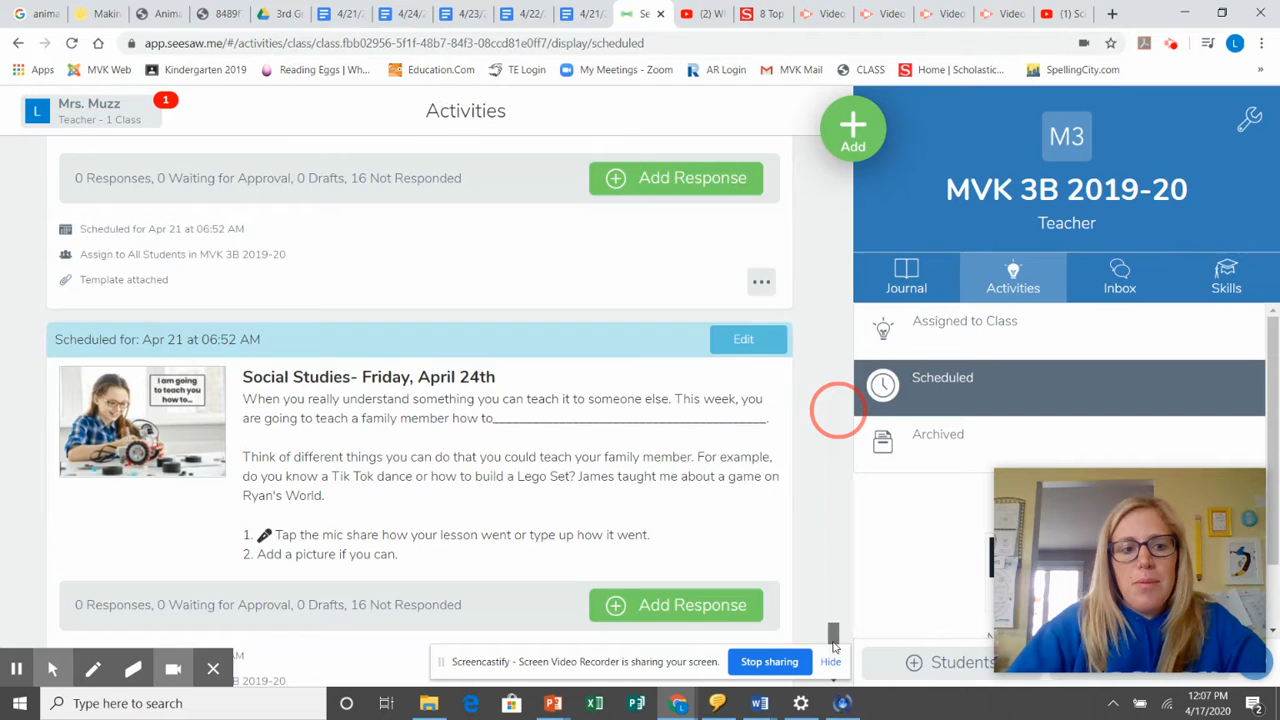 anima
Makin
Anima
8489f
3rd G
4/21/
4/24/
4/23/
4/22/
4/21/
Se
(2) W
8 Top
Video
Video
Video
Video
(1) Sc
app.seesaw.me/#/activities/class/class.fbb02956-5f1f-48b7-84f3-08ccd81e0ff7/display/scheduled
L
Apps
MVK Web
Kindergarten 2019
Reading Eggs | Wh...
Education.Com
TE Login
My Meetings - Zoom
AR Login
MVK Mail
CLASS
Home | Scholastic...
SpellingCity.com
»
L
Mrs. Muzz
Teacher - 1 Class
1
Activities
Add
M3
MVK 3B 2019-20
Teacher
Journal
Activities
Inbox
Skills
Assigned to Class
Scheduled
Archived
0 Responses, 0 Waiting for Approval, 0 Drafts, 16 Not Responded
Add Response
Scheduled for Apr 21 at 06:52 AM
Assign to All Students in MVK 3B 2019-20
Template attached
Scheduled for: Apr 21 at 06:52 AM
Edit
I am going
to teach you
how to...
Social Studies- Friday, April 24th
When you really understand something you can teach it to someone else. This week, you
are going to teach a family member how to________________________________________.
Think of different things you can do that you could teach your family member. For example,
do you know a Tik Tok dance or how to build a Lego Set? James taught me about a game on
Ryan's World.
1. 🎤 Tap the mic share how your lesson went or type up how it went.
2. Add a picture if you can.
0 Responses, 0 Waiting for Approval, 0 Drafts, 16 Not Responded
Add Response
AM
2019-20
Screencastify - Screen Video Recorder is sharing your screen.
Stop sharing
Hide
Students
Type here to search
12:07 PM
4/17/2020
2